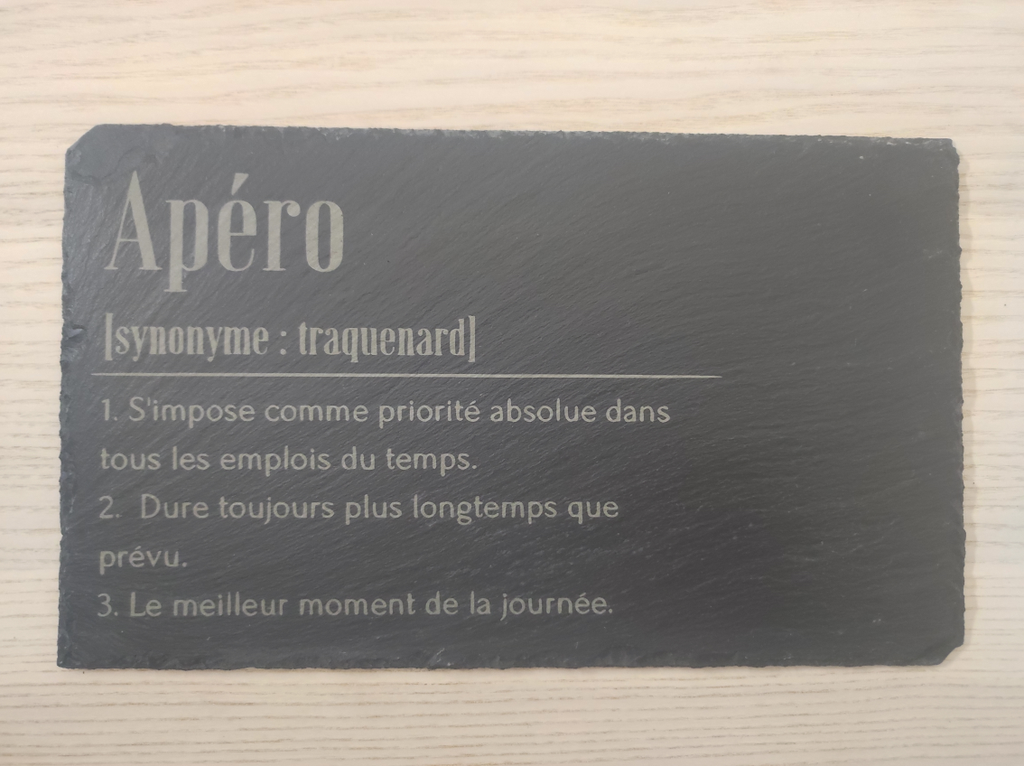 Apéro
[synonyme : traquenard]
1. S'impose comme priorité absolue dans
tous les emplois du temps.
2. Dure toujours plus longtemps que
prévu.
3. Le meilleur moment de la journée.